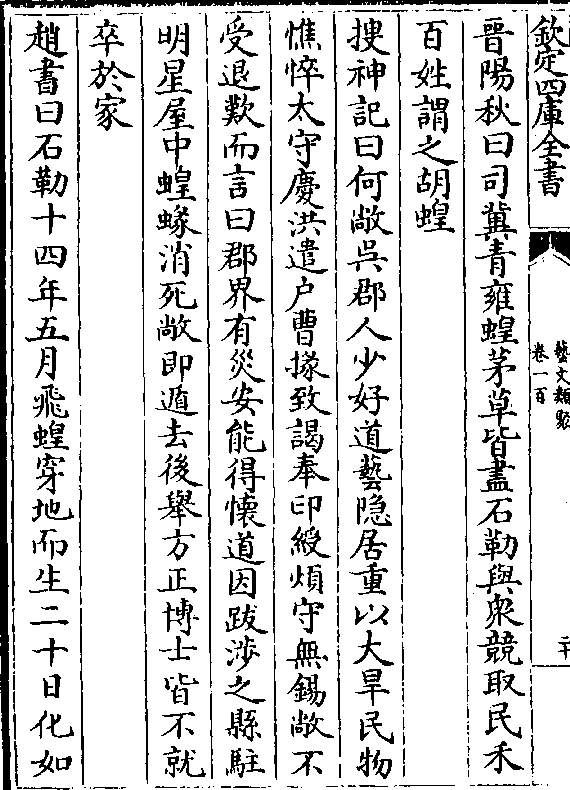 欽定四庫全書
藝文類聚
卷一百
二十
晋陽秋曰司冀青雍蝗茅草皆盡石勒與衆競取民禾
百姓謂之胡蝗
搜神記曰何敞吳郡人少好道藝隠居重以大旱民物
憔悴太守慶洪遣户曹掾致謁奉印綬煩守無錫敞不
受退歎而言曰郡界有災安能得懐道因跋渉之縣駐
明星屋中蝗蝝消死敞即遁去後舉方正博士皆不就
卒於家
趙書曰石勒十四年五月飛蝗穿地而生二十日化如